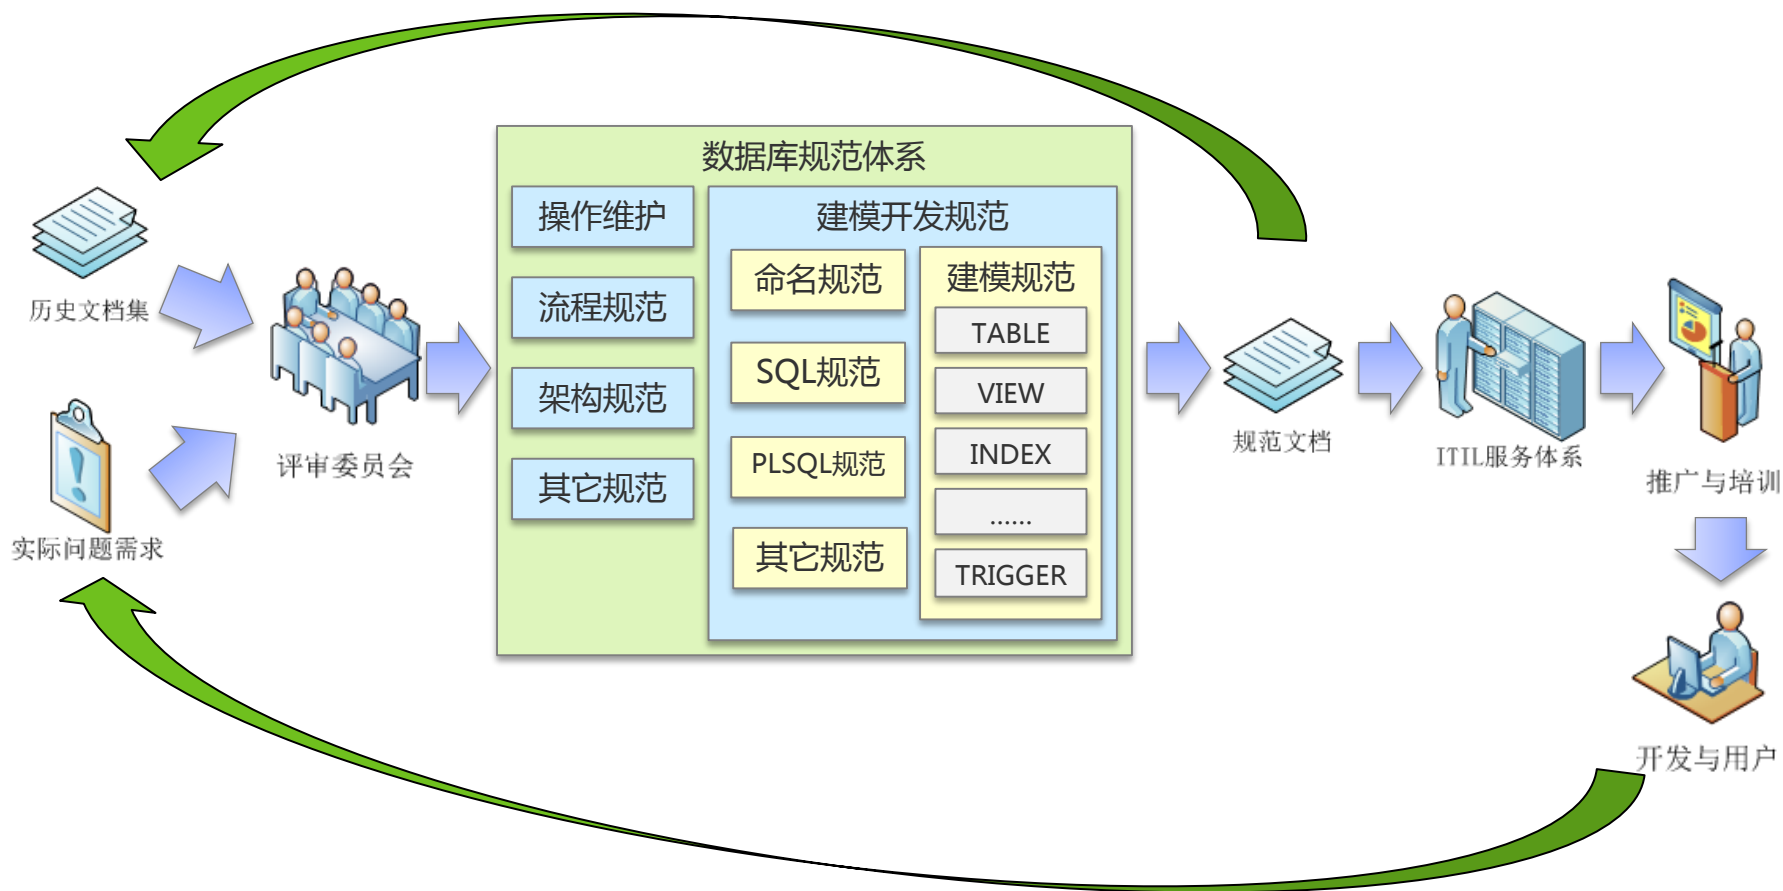 数据库规范体系
操作维护
流程规范
架构规范
其它规范
建模开发规范
命名规范
SQL规范
PLSQL规范
其它规范
建模规范
TABLE
VIEW
INDEX
......
TRIGGER
历史文档集
实际问题需求
评审委员会
规范文档
ITIL服务体系
推广与培训
开发与用户